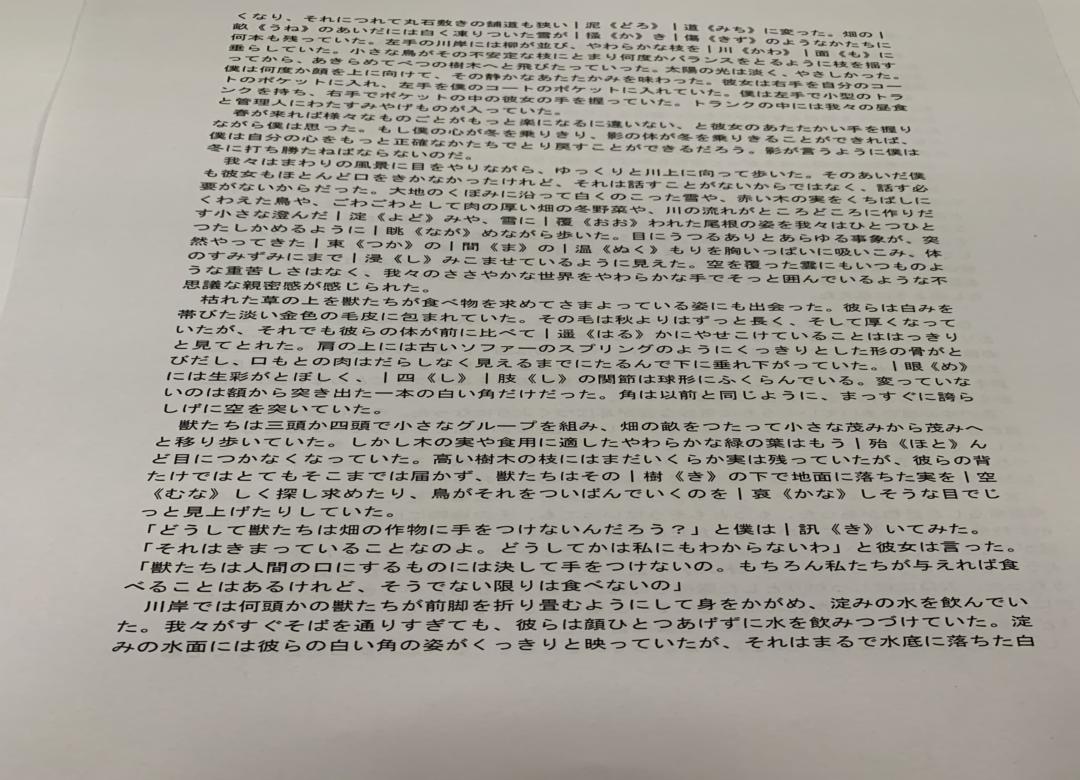 くなり、それにつれて丸石敷きの舗道も狭い｜泥《どろ》｜道《みち》に変った。畑の｜
畝《うね》のあいだには白く凍りついた雪が｜掻《か》き｜傷《きず》のようなかたちに
何本も残っていた。左手の川岸には柳が並び、やわらかな枝を｜川《かわ》｜面《も》に
垂らしていた。小さな鳥がその不安定な枝にとまり何度かバランスをとるように枝を揺す
ってから、あきらめてべつの樹木へと飛びたっていった。太陽の光は淡く、やさしかった。
僕は何度か顔を上に向けて、その静かなあたたかみを味わった。彼女は右手を自分のコー
トのポケットに入れ、左手を僕のコートのポケットに入れていた。僕は左手で小型のトラ
ンクを持ち、右手でポケットの中の彼女の手を握っていた。トランクの中には我々の昼食
と管理人にわたすみやげものが入っていた。
春が来れば様々なものごとがもっと楽になるに違いない、と彼女のあたたかい手を握り
ながら僕は思った。もし僕の心が冬を乗りきり、影の体が冬を乗りきることができれば、
僕は自分の心をもっと正確なかたちでとり戻すことができるだろう。影が言うように僕は
冬に打ち勝たねばならないのだ。
我々はまわりの風景に目をやりながら、ゆっくりと川上に向って歩いた。そのあいだ僕
も彼女もほとんど口をきかなかったけれど、それは話すことがないからではなく、話す必
要がないからだった。大地のくぼみに沿って白くのこった雪や、赤い木の実をくちばしに
くわえた鳥や、ごわごわとして肉の厚い畑の冬野菜や、川の流れがところどころに作りだ
す小さな澄んだ｜淀《よど》みや、雪に｜覆《おお》われた尾根の姿を我々はひとつひと
つたしかめるように｜眺《なが》めながら歩いた。目にうつるありとあらゆる事象が、突
然やってきた｜束《つか》の｜間《ま》の｜温《ぬく》もりを胸いっぱいに吸いこみ、体
のすみずみにまで｜浸《し》みこませているように見えた。空を覆った雲にもいつものよ
うな重苦しさはなく、我々のささやかな世界をやわらかな手でそっと囲んでいるような不
思議な親密感が感じられた。
枯れた草の上を獣たちが食べ物を求めてさまよっている姿にも出会った。彼らは白みを
帯びた淡い金色の毛皮に包まれていた。その毛は秋よりはずっと長く、そして厚くなって
いたが、それでも彼らの体が前に比べて｜遥《はる》かにやせこけていることははっきり
と見てとれた。肩の上には古いソファーのスプリングのようにくっきりとした形の骨がと
びだし、口もとの肉はだらしなく見えるまでにたるんで下に垂れ下がっていた。｜眼《め》
には生彩がとぼしく、｜四《し》｜肢《し》の関節は球形にふくらんでいる。変っていな
いのは額から突き出た一本の白い角だけだった。角は以前と同じように、まっすぐに誇ら
しげに空を突いていた。
獣たちは三頭か四頭で小さなグループを組み、畑の畝をつたって小さな茂みから茂みへ
と移り歩いていた。しかし木の実や食用に適したやわらかな緑の葉はもう｜殆《ほと》ん
ど目につかなくなっていた。高い樹木の枝にはまだいくらか実は残っていたが、彼らの背
たけではとてもそこまでは届かず、獣たちはその｜樹《き》の下で地面に落ちた実を｜空
《むな》しく探し求めたり、鳥がそれをついばんでいくのを｜哀《かな》しそうな目でじ
っと見上げたりしていた。
「どうして獣たちは畑の作物に手をつけないんだろう？」と僕は｜訊《き》いてみた。
「それはきまっていることなのよ。どうしてかは私にもわからないわ」と彼女は言った。
「獣たちは人間の口にするものには決して手をつけないの。もちろん私たちが与えれば食
べることはあるけれど、そうでない限りは食べないの」
川岸では何頭かの獣たちが前脚を折り畳むようにして身をかがめ、淀みの水を飲んでい
た。我々がすぐそばを通りすぎても、彼らは顔ひとつあげずに水を飲みつづけていた。淀
みの水面には彼らの白い角の姿がくっきりと映っていたが、それはまるで水底に落ちた白